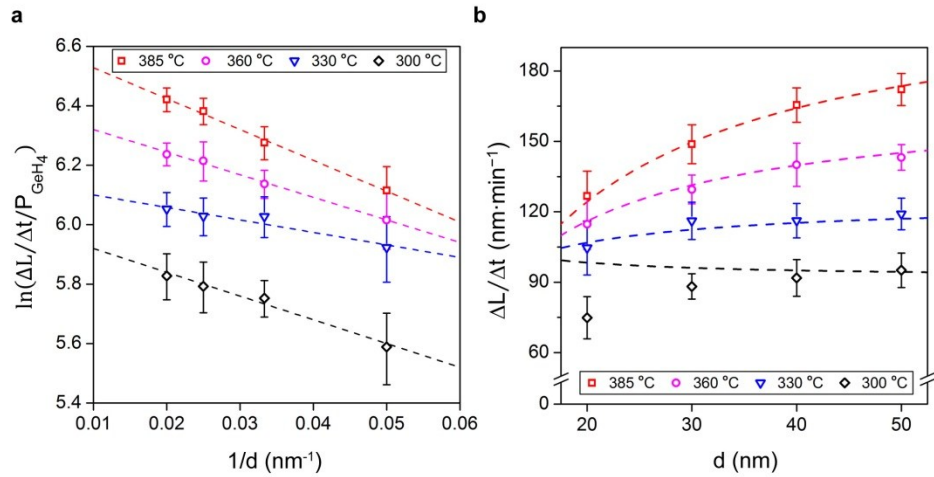 a
6.6
6.4
6.2
6.0
5.8
5.6
5.4
ln(ΔL/Δt/P_GeH₄)
385 °C 360 °C 330 °C 300 °C
0.01 0.02 0.03 0.04 0.05 0.06
1/d (nm⁻¹)
b
180
150
120
90
60
0
ΔL/Δt (nm·min⁻¹)
385 °C 360 °C 330 °C 300 °C
20 30 40 50
d (nm)